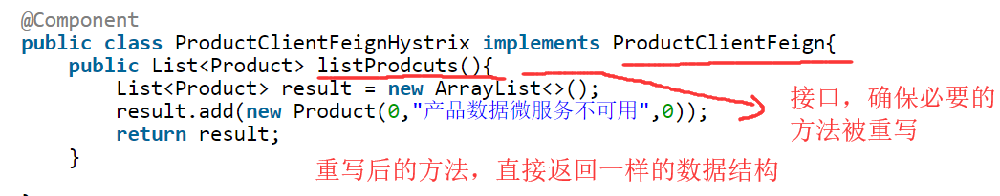 @Component
public class ProductClientFeignHystrix implements ProductClientFeign{
public List<Product> listProdcuts(){
List<Product> result = new ArrayList<>();
result.add(new Product(0,"产品数据微服务不可用",0));
return result;
}
接口，确保必要的
方法被重写
重写后的方法，直接返回一样的数据结构